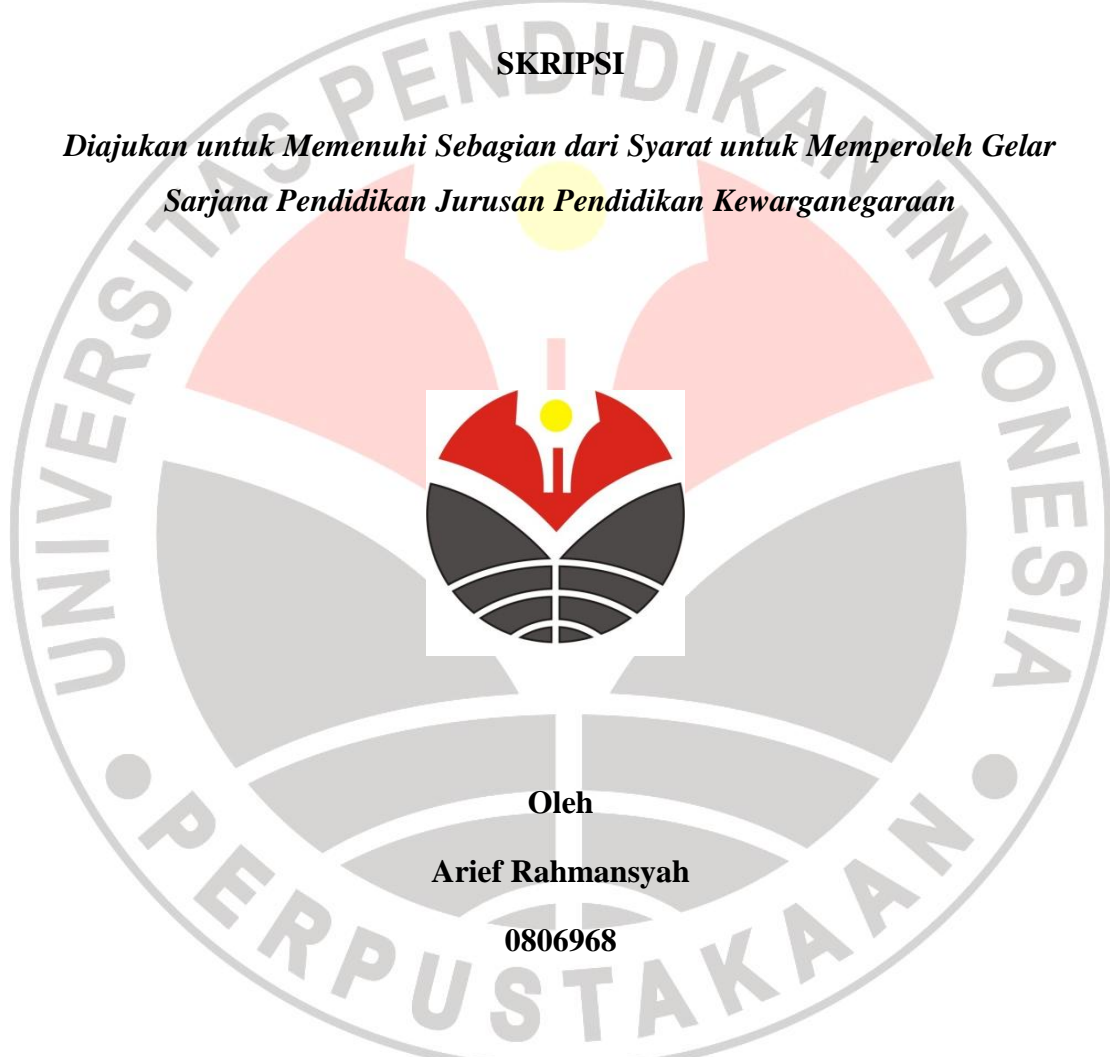 SKRIPSI
Diajukan untuk Memenuhi Sebagian dari Syarat untuk Memperoleh Gelar
Sarjana Pendidikan Jurusan Pendidikan Kewarganegaraan
UNIVERSITAS PENDIDIKAN INDONESIA
Oleh
Arief Rahmansyah
0806968
PERPUSTAKAAN